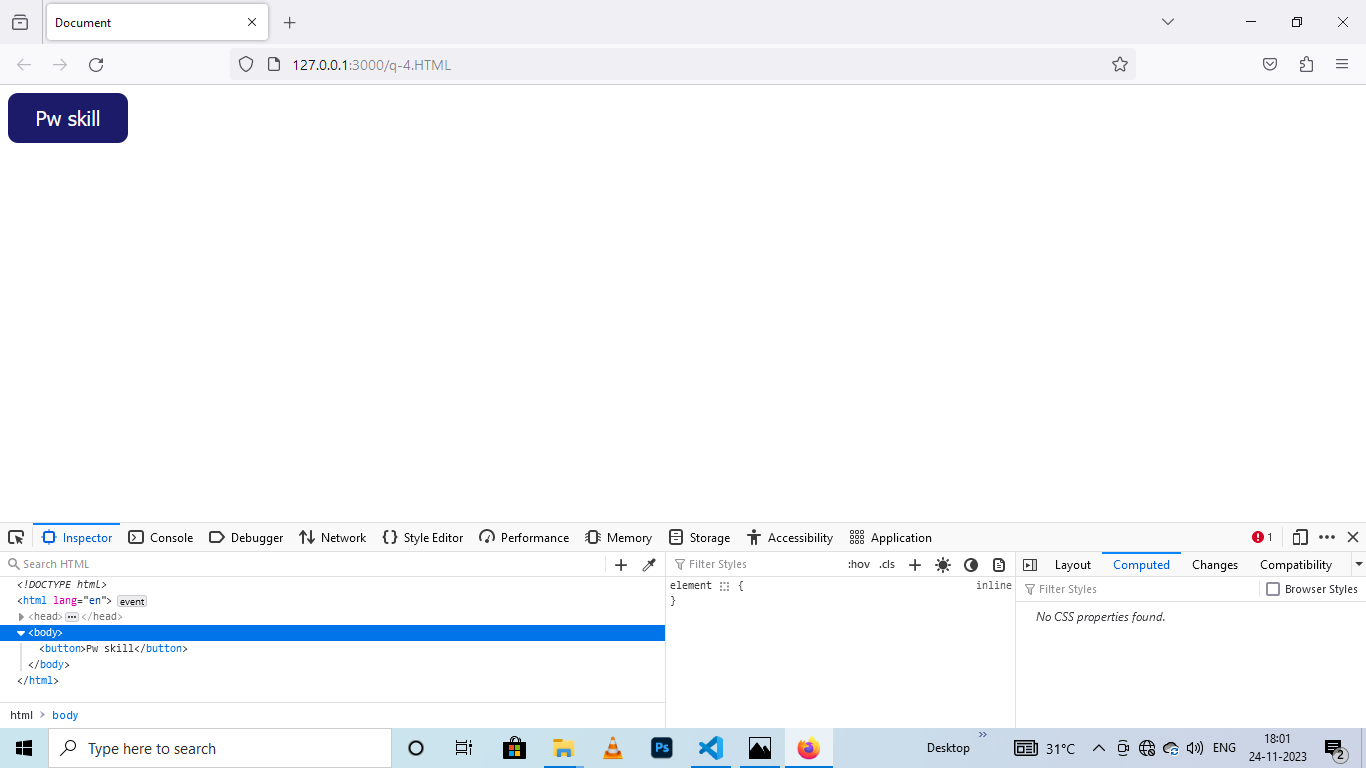 Document
127.0.0.1:3000/q-4.HTML
Pw skill
Inspector Console Debugger Network Style Editor Performance Memory Storage Accessibility Application 1
Search HTML
<!DOCTYPE html>
<html lang="en"> event
<head> </head>
<body>
<button>Pw skill</button>
</body>
</html>
html > body
Filter Styles :hov .cls
element { inline
}
Layout Computed Changes Compatibility
Filter Styles Browser Styles
No CSS properties found.
Type here to search
Ps
Desktop
31°C
ENG
18:01
24-11-2023
2